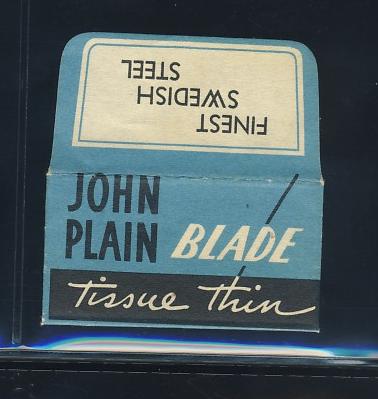 FINEST
SWEDISH
STEEL
JOHN
PLAIN BLADE
Tissue Thin